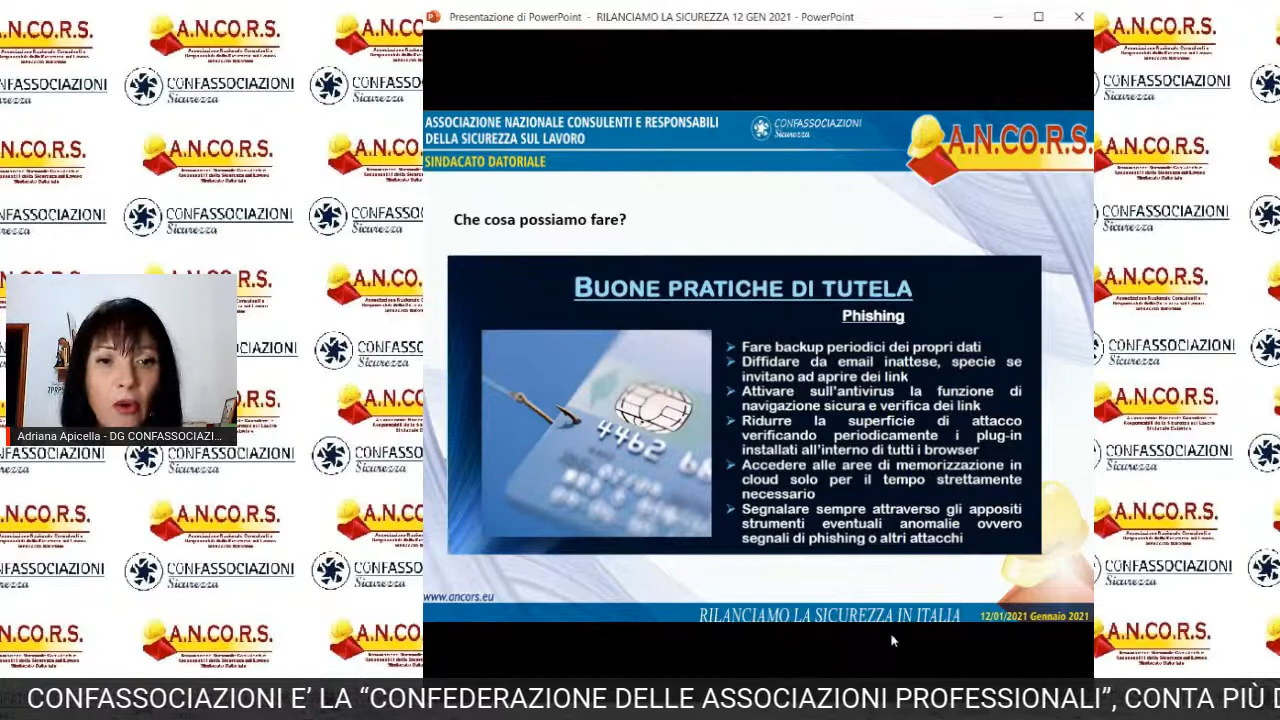 Presentazione di PowerPoint - RILANCIAMO LA SICUREZZA 12 GEN 2021 - PowerPoint
ASSOCIAZIONE NAZIONALE CONSULENTI E RESPONSABILI
DELLA SICUREZZA SUL LAVORO
SINDACATO DATORIALE
CONFASSOCIAZIONI
Sicurezza
A.N.CO.R.S.
Che cosa possiamo fare?
BUONE PRATICHE DI TUTELA
Phishing
Fare backup periodici dei propri dati
Diffidare da email inattese, specie se
invitano ad aprire dei link
Attivare sull'antivirus la funzione di
navigazione sicura e verifica dei link
Ridurre la superficie di attacco
verificando periodicamente i plug-in
installati all'interno di tutti i browser
Accedere alle aree di memorizzazione in
cloud solo per il tempo strettamente
necessario
Segnalare sempre attraverso gli appositi
strumenti eventuali anomalie ovvero
segnali di phishing o altri attacchi
www.ancors.eu
RILANCIAMO LA SICUREZZA IN ITALIA
12/01/2021 Gennaio 2021
Adriana Apicella - DG CONFASSOCIAZI...
CONFASSOCIAZIONI E' LA "CONFEDERAZIONE DELLE ASSOCIAZIONI PROFESSIONALI", CONTA PIÙ